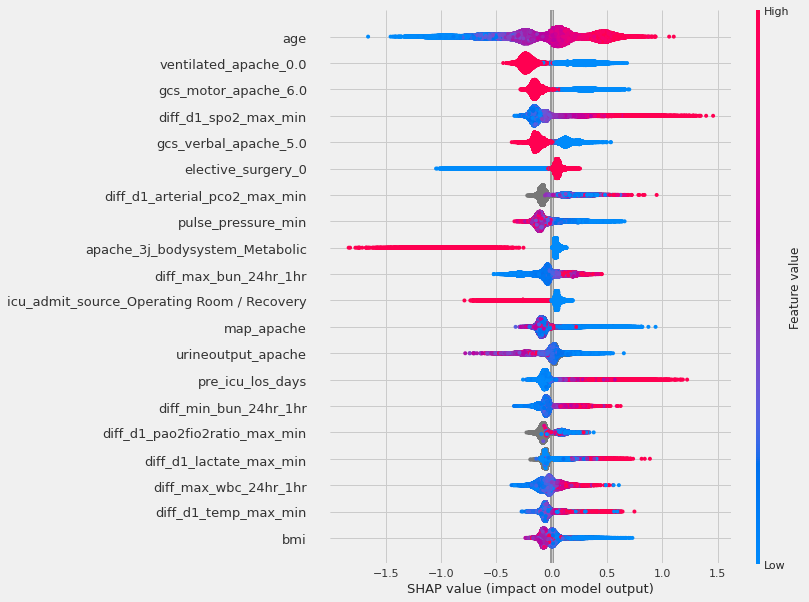 High
age
ventilated_apache_0.0
gcs_motor_apache_6.0
diff_d1_spo2_max_min
gcs_verbal_apache_5.0
elective_surgery_0
diff_d1_arterial_pco2_max_min
pulse_pressure_min
apache_3j_bodysystem_Metabolic
diff_max_bun_24hr_1hr
icu_admit_source_Operating Room / Recovery
map_apache
urineoutput_apache
pre_icu_los_days
diff_min_bun_24hr_1hr
diff_d1_pao2fio2ratio_max_min
diff_d1_lactate_max_min
diff_max_wbc_24hr_1hr
diff_d1_temp_max_min
bmi
Feature value
Low
−1.5 −1.0 −0.5 0.0 0.5 1.0 1.5
SHAP value (impact on model output)